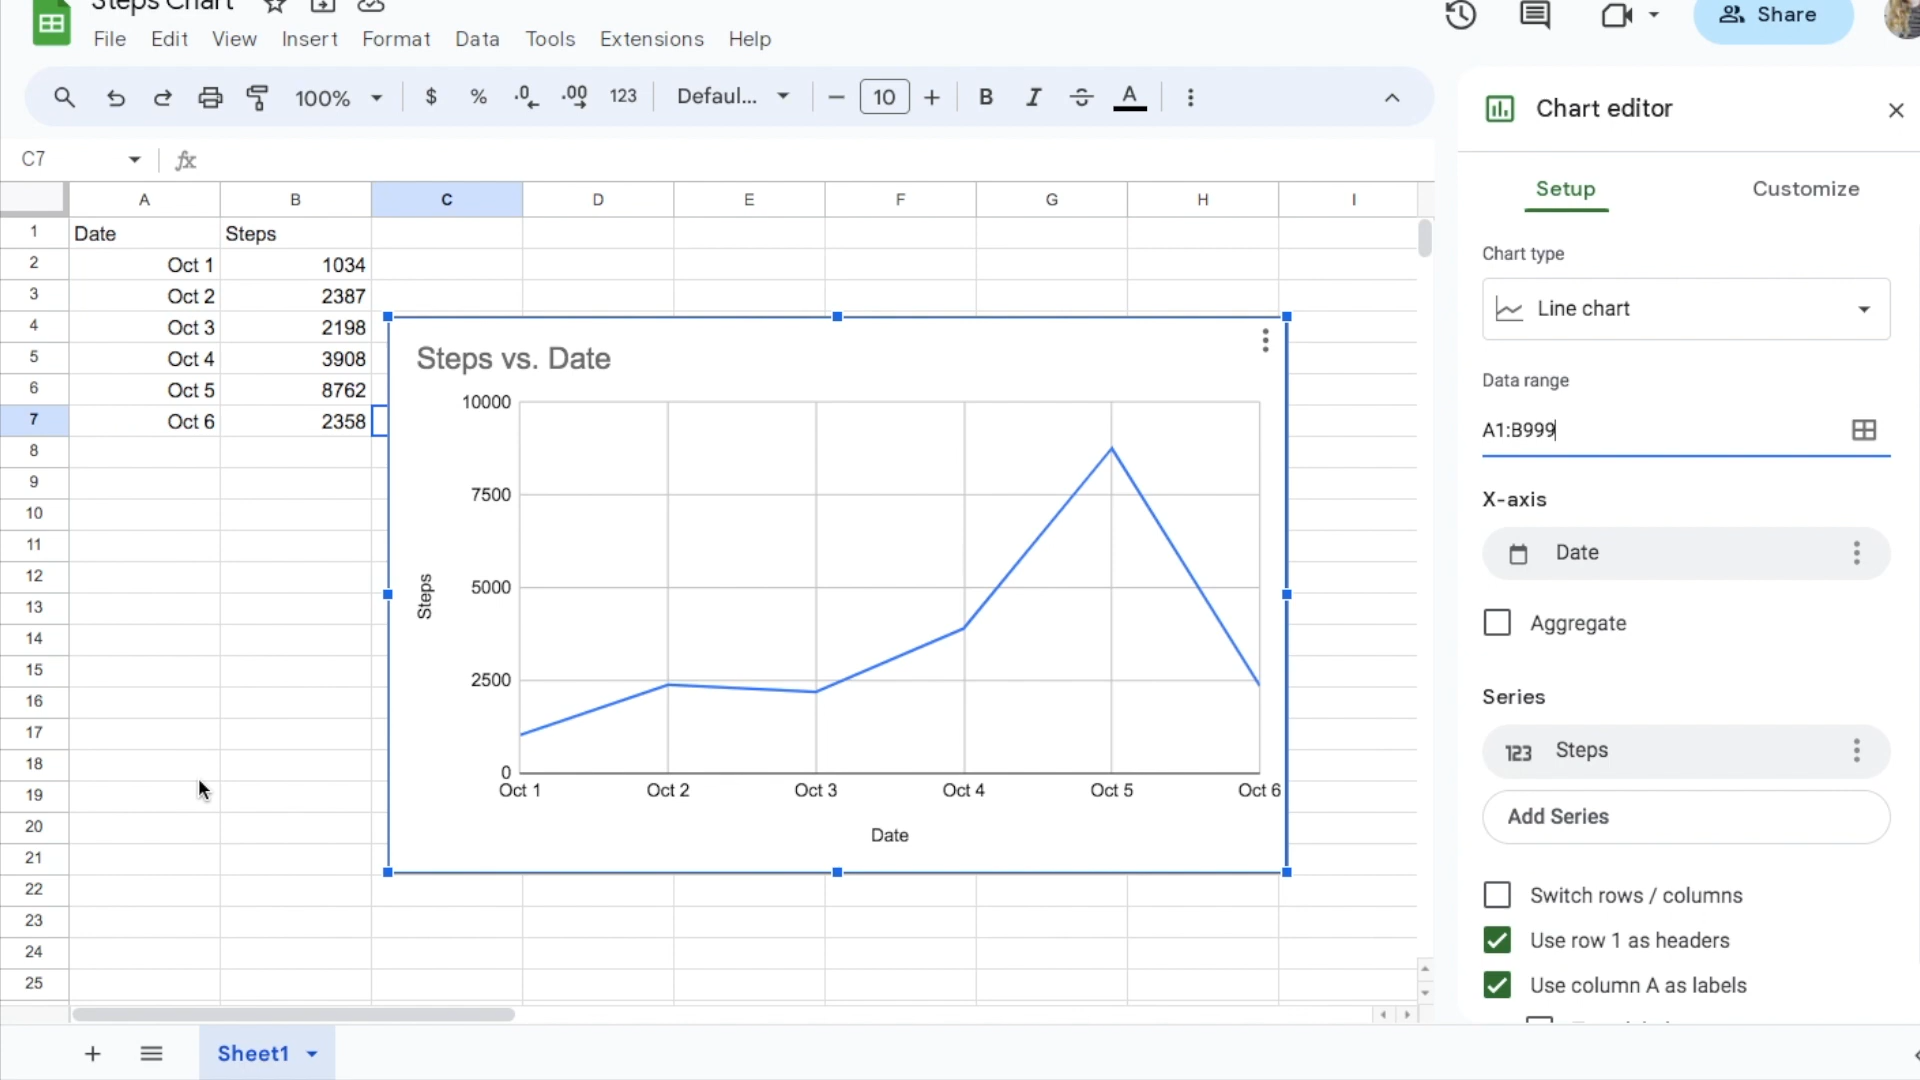 Steps Chart
File Edit View Insert Format Data Tools Extensions Help
Share
100% $ % .0 .00 123 Defaul... 10 B I S A
C7 fx
A B C D E F G H I
1 Date Steps
2 Oct 1 1034
3 Oct 2 2387
4 Oct 3 2198
5 Oct 4 3908
6 Oct 5 8762
7 Oct 6 2358
8
9
10
11
12
13
14
15
16
17
18
19
20
21
22
23
24
25
Steps vs. Date
10000
7500
5000
2500
0
Steps
Oct 1 Oct 2 Oct 3 Oct 4 Oct 5 Oct 6
Date
Chart editor
Setup Customize
Chart type
Line chart
Data range
A1:B999
X-axis
Date
Aggregate
Series
123 Steps
Add Series
Switch rows / columns
Use row 1 as headers
Use column A as labels
Sheet1